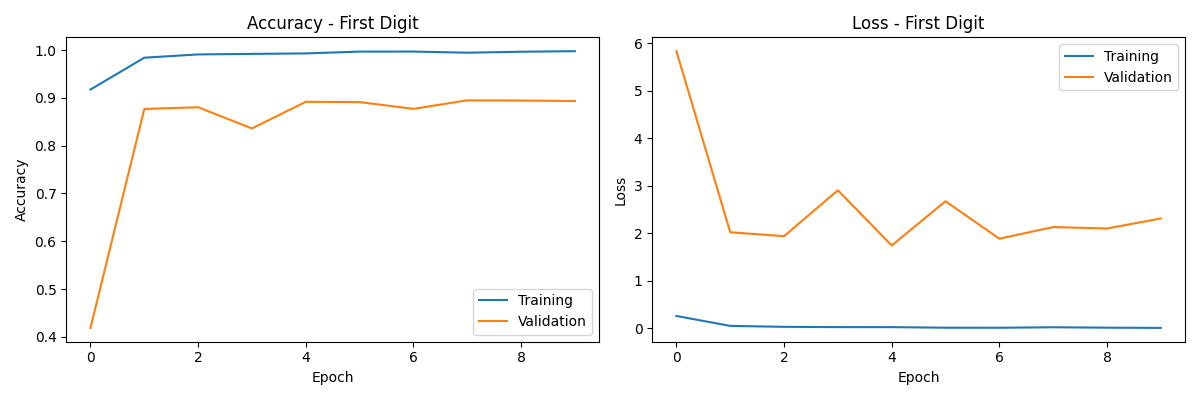 Accuracy - First Digit
1.0
0.9
0.8
0.7
0.6
0.5
0.4
Accuracy
0
2
4
6
8
Epoch
Training
Validation
Loss - First Digit
6
5
4
3
2
1
0
Loss
0
2
4
6
8
Epoch
Training
Validation